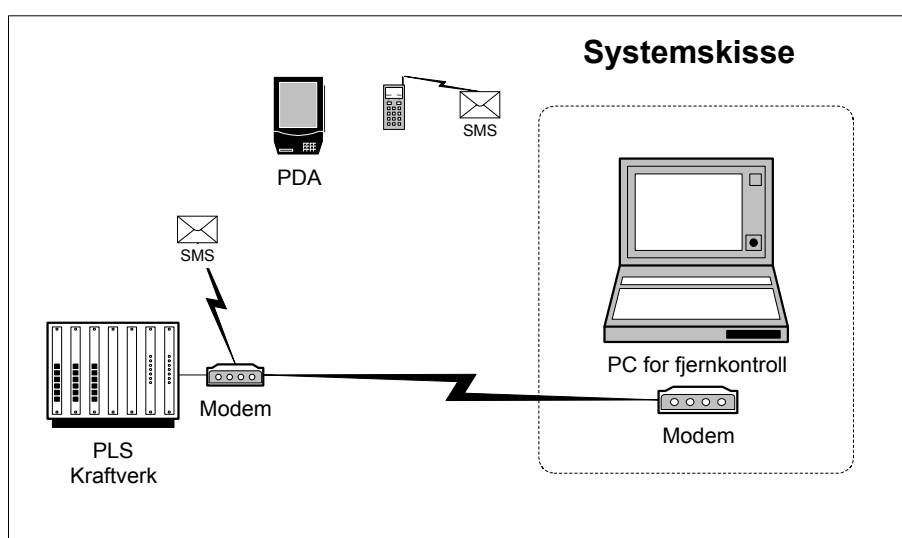 Systemskisse
SMS
PDA
SMS
PC for fjernkontroll
Modem
Modem
PLS
Kraftverk